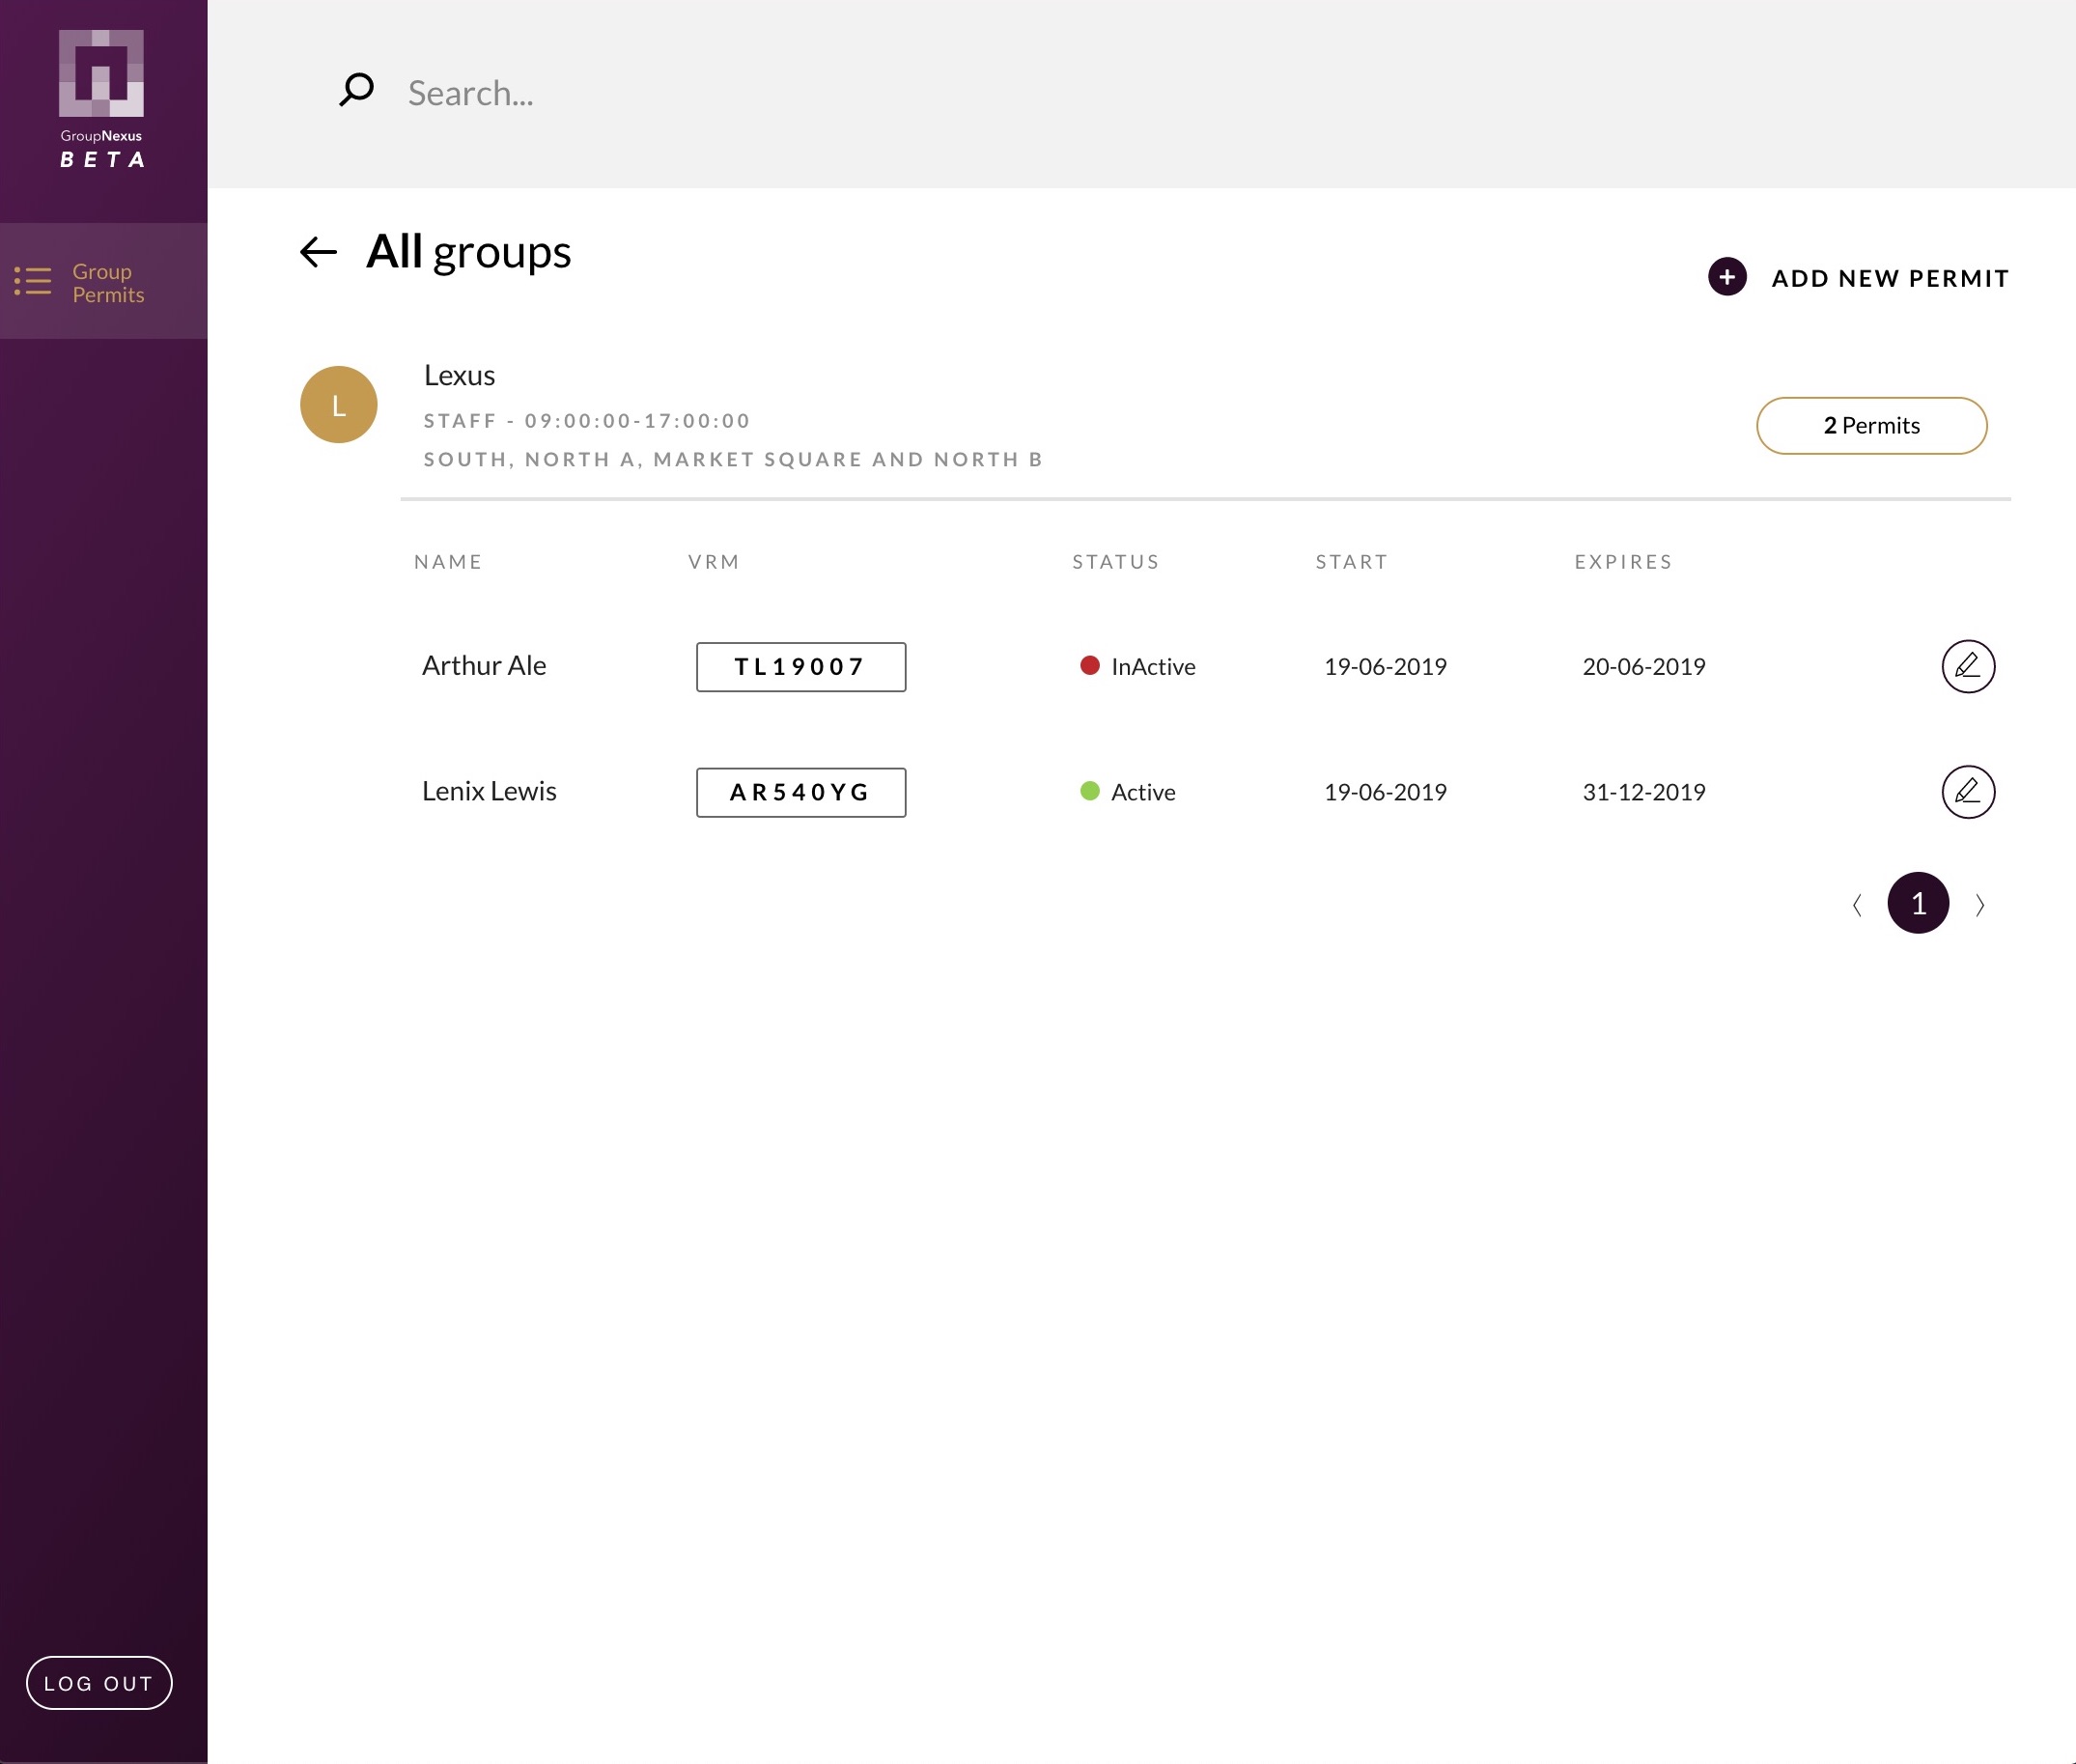 GroupNexus
BETA
Group
Permits
LOG OUT
Search...
All groups
ADD NEW PERMIT
L
Lexus
STAFF - 09:00:00-17:00:00
SOUTH, NORTH A, MARKET SQUARE AND NORTH B
2 Permits
NAME VRM STATUS START EXPIRES
Arthur Ale TL19007 InActive 19-06-2019 20-06-2019
Lenix Lewis AR540YG Active 19-06-2019 31-12-2019
1